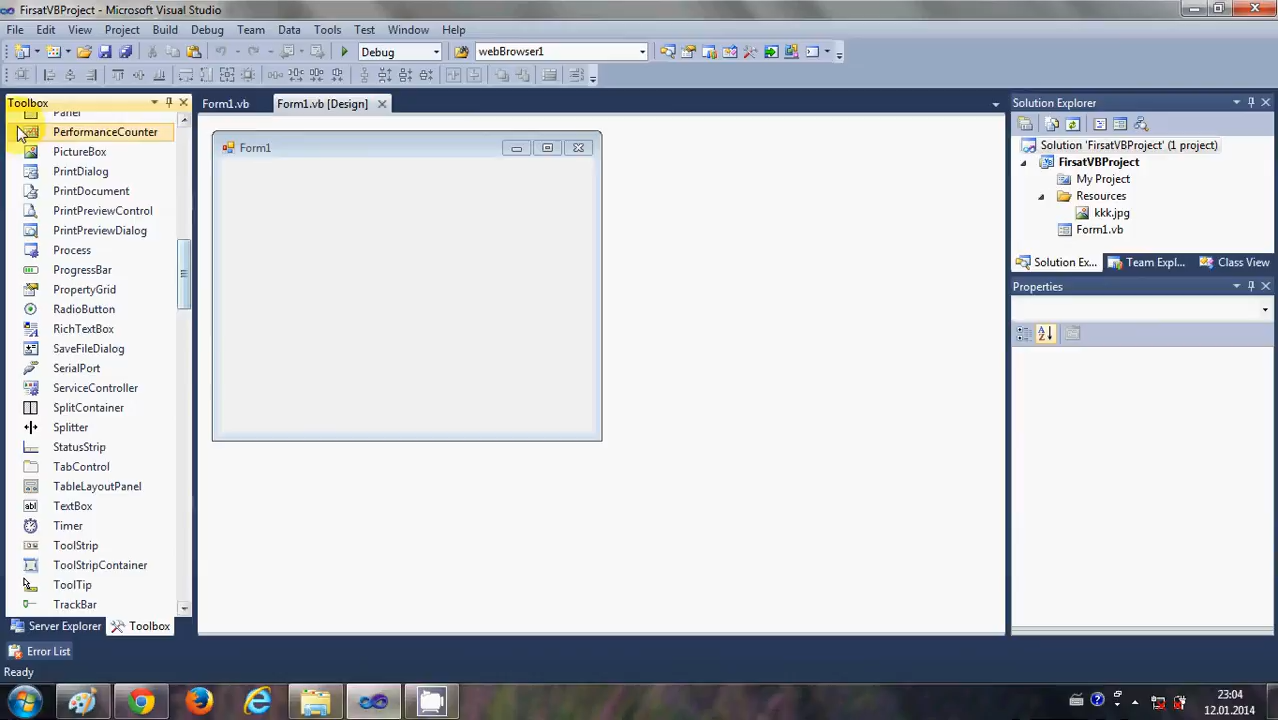 FirsatVBProject - Microsoft Visual Studio
File Edit View Project Build Debug Team Data Tools Test Window Help
Debug webBrowser1
Toolbox
Form1.vb Form1.vb [Design]
Solution Explorer
Panel
PerformanceCounter
PictureBox
PrintDialog
PrintDocument
PrintPreviewControl
PrintPreviewDialog
Process
ProgressBar
PropertyGrid
RadioButton
RichTextBox
SaveFileDialog
SerialPort
ServiceController
SplitContainer
Splitter
StatusStrip
TabControl
TableLayoutPanel
abl TextBox
Timer
ToolStrip
ToolStripContainer
ToolTip
TrackBar
Server Explorer Toolbox
Form1
Solution 'FirsatVBProject' (1 project)
FirsatVBProject
My Project
Resources
kkk.jpg
Form1.vb
Solution Ex... Team Expl... Class View
Properties
Error List
Ready
23:04
12.01.2014